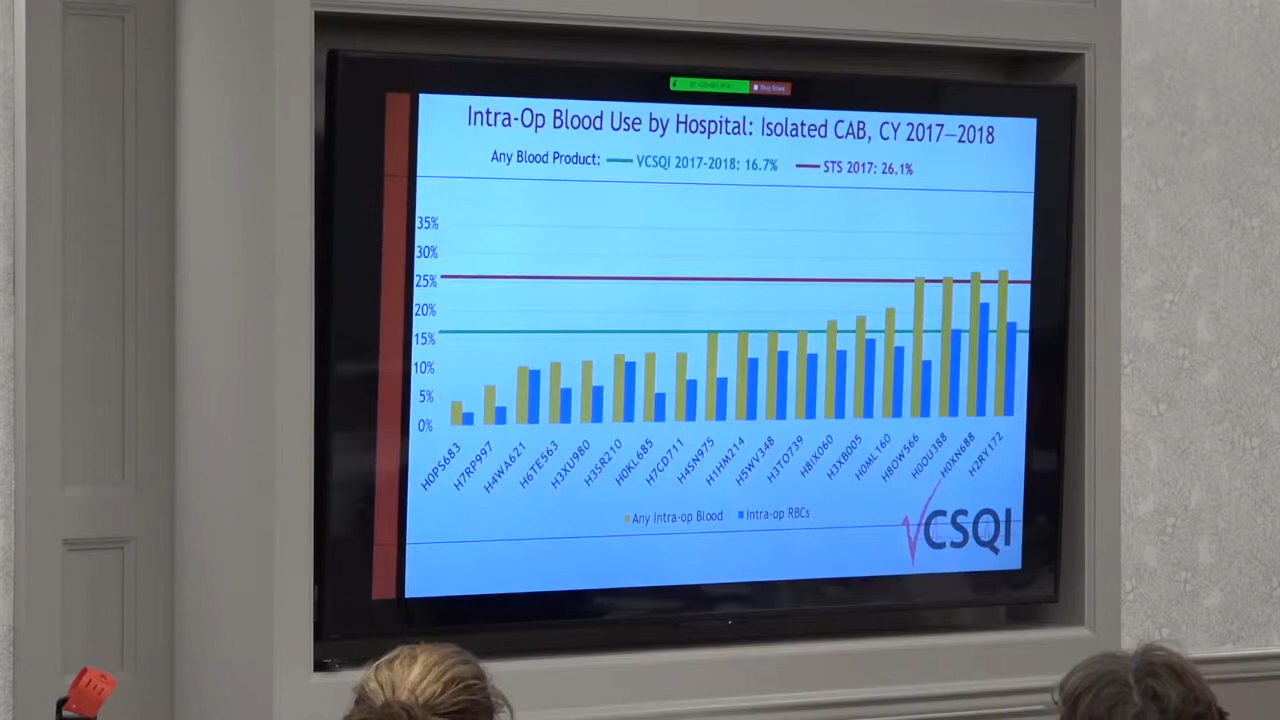 Stop Share
Intra-Op Blood Use by Hospital: Isolated CAB, CY 2017–2018
Any Blood Product: VCSQI 2017-2018: 16.7% STS 2017: 26.1%
35%
30%
25%
20%
15%
10%
5%
0%
H0PS683 H7RP997 H4WA621 H6TE563 H3XU980 H3SR210 H0KL685 H7CD711 H4SN975 H1HM214 H5WV348 H3TO739 H8IX060 H3XB005 H0ML160 H8OW566 H0OU388 H0XN688 H2RY172
Any Intra-op Blood Intra-op RBCs
VCSQI